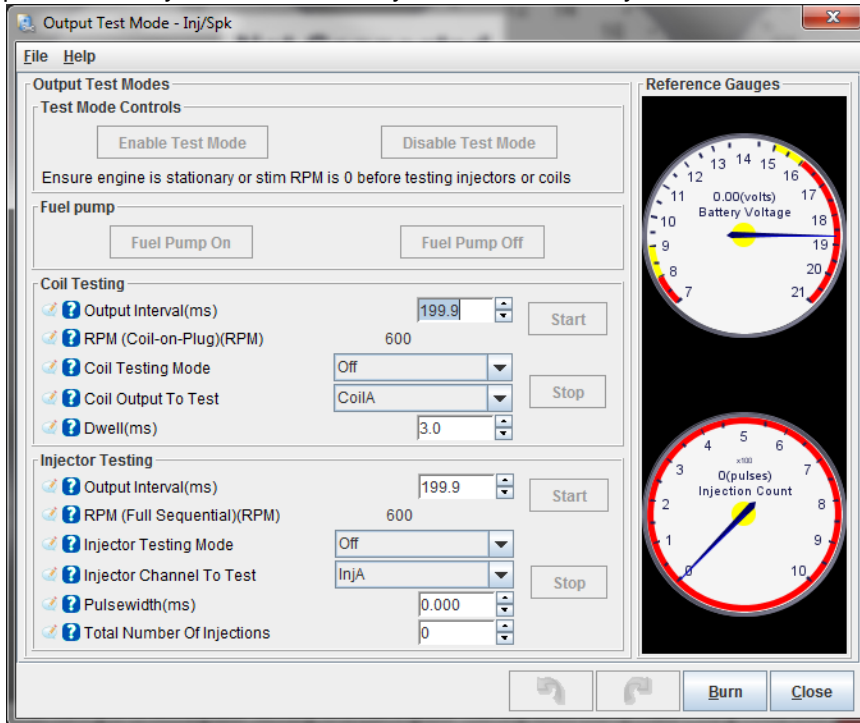 Output Test Mode - Inj/Spk
File Help
Output Test Modes
Test Mode Controls
Enable Test Mode Disable Test Mode
Ensure engine is stationary or stim RPM is 0 before testing injectors or coils
Fuel pump
Fuel Pump On Fuel Pump Off
Coil Testing
Output Interval(ms) 199.9 Start
RPM (Coil-on-Plug)(RPM) 600
Coil Testing Mode Off
Coil Output To Test CoilA Stop
Dwell(ms) 3.0
Injector Testing
Output Interval(ms) 199.9 Start
RPM (Full Sequential)(RPM) 600
Injector Testing Mode Off
Injector Channel To Test InjA Stop
Pulsewidth(ms) 0.000
Total Number Of Injections 0
Reference Gauges
7 8 9 10 11 12 13 14 15 16 17 18 19 20 21
0.00(volts)
Battery Voltage
0 1 2 3 4 5 6 7 8 9 10
x100
0(pulses)
Injection Count
Burn Close